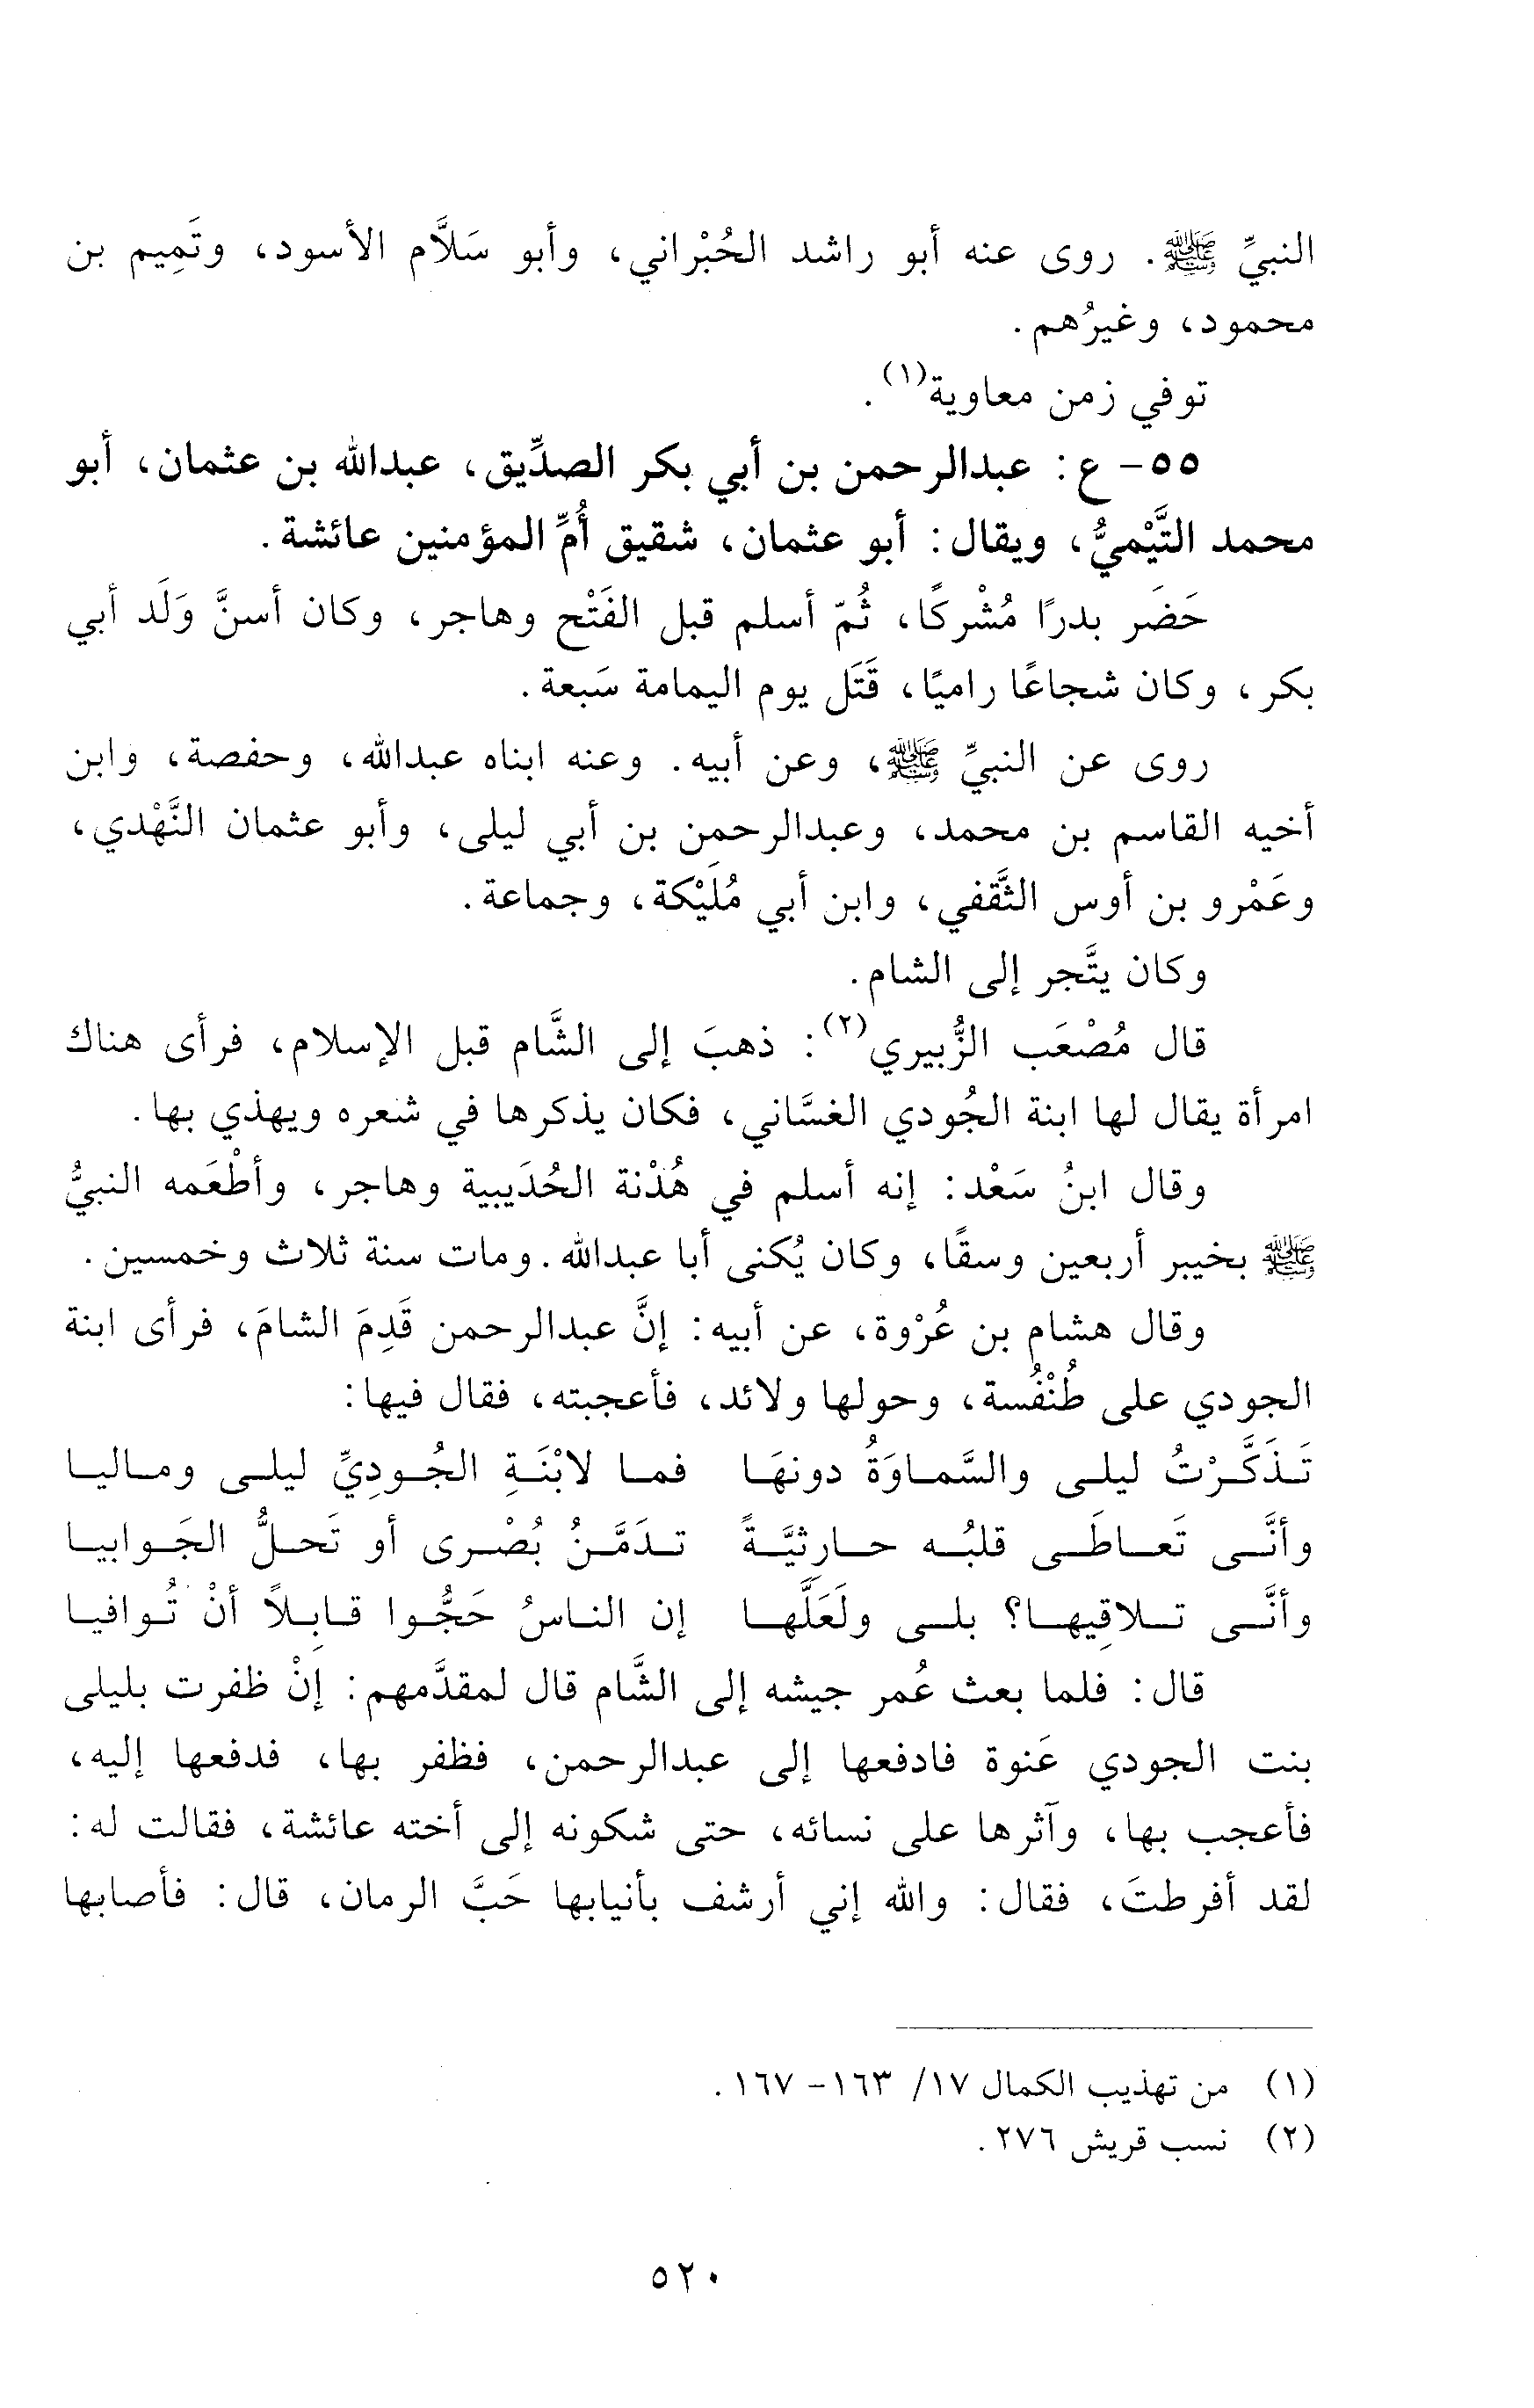 النبيِّ ﷺ. روى عنه أبو راشد الحُبْراني، وأبو سَلاَّم الأسود، وتَمِيم بن
محمود، وغيرُهم.
توفي زمن معاوية(١).
٥٥- ع: عبدالرحمن بن أبي بكر الصدِّيق، عبدالله بن عثمان، أبو
محمد التَّيْميُّ، ويقال: أبو عثمان، شقيق أُمِّ المؤمنين عائشة.
حَضَر بدرًا مُشْركًا، ثُمّ أسلم قبل الفَتْح وهاجر، وكان أسنَّ وَلَد أبي
بكر، وكان شجاعًا راميًا، قَتَل يوم اليمامة سَبعة.
روى عن النبيِّ ﷺ، وعن أبيه. وعنه ابناه عبدالله، وحفصة، وابن
أخيه القاسم بن محمد، وعبدالرحمن بن أبي ليلى، وأبو عثمان النَّهْدي،
وعَمْرو بن أوس الثَّقفي، وابن أبي مُلَيْكة، وجماعة.
وكان يتَّجر إلى الشام.
قال مُصْعَب الزُّبيري(٢): ذهبَ إلى الشَّام قبل الإسلام، فرأى هناك
امرأة يقال لها ابنة الجُودي الغسَّاني، فكان يذكرها في شعره ويهذي بها.
وقال ابنُ سَعْد: إنه أسلم في هُدْنة الحُدَيبية وهاجر، وأطْعَمه النبيُّ
ﷺ بخيبر أربعين وسقًا، وكان يُكنى أبا عبدالله. ومات سنة ثلاث وخمسين.
وقال هشام بن عُرْوة، عن أبيه: إنَّ عبدالرحمن قَدِمَ الشامَ، فرأى ابنة
الجودي على طُنْفُسة، وحولها ولائد، فأعجبته، فقال فيها:
تَذَكَّرْتُ ليلى والسَّماوَةُ دونهَا فما لابْنَةِ الجُودِيِّ ليلى وماليا
وأنَّى تَعاطَى قلبُه حارِثيَّةً تدَمَّنُ بُصْرى أو تَحلُّ الجَوابيا
وأنَّى تلاقِيها؟ بلى ولَعَلَّها إن الناسُ حَجُّوا قابِلاً أنْ تُوافيا
قال: فلما بعث عُمر جيشه إلى الشَّام قال لمقدَّمهم: إنْ ظفرت بليلى
بنت الجودي عَنوة فادفعها إلى عبدالرحمن، فظفر بها، فدفعها إليه،
فأعجب بها، وآثرها على نسائه، حتى شكونه إلى أخته عائشة، فقالت له:
لقد أفرطتَ، فقال: والله إني أرشف بأنيابها حَبَّ الرمان، قال: فأصابها
(١) من تهذيب الكمال ١٧/ ١٦٣- ١٦٧.
(٢) نسب قريش ٢٧٦.
٥٢٠